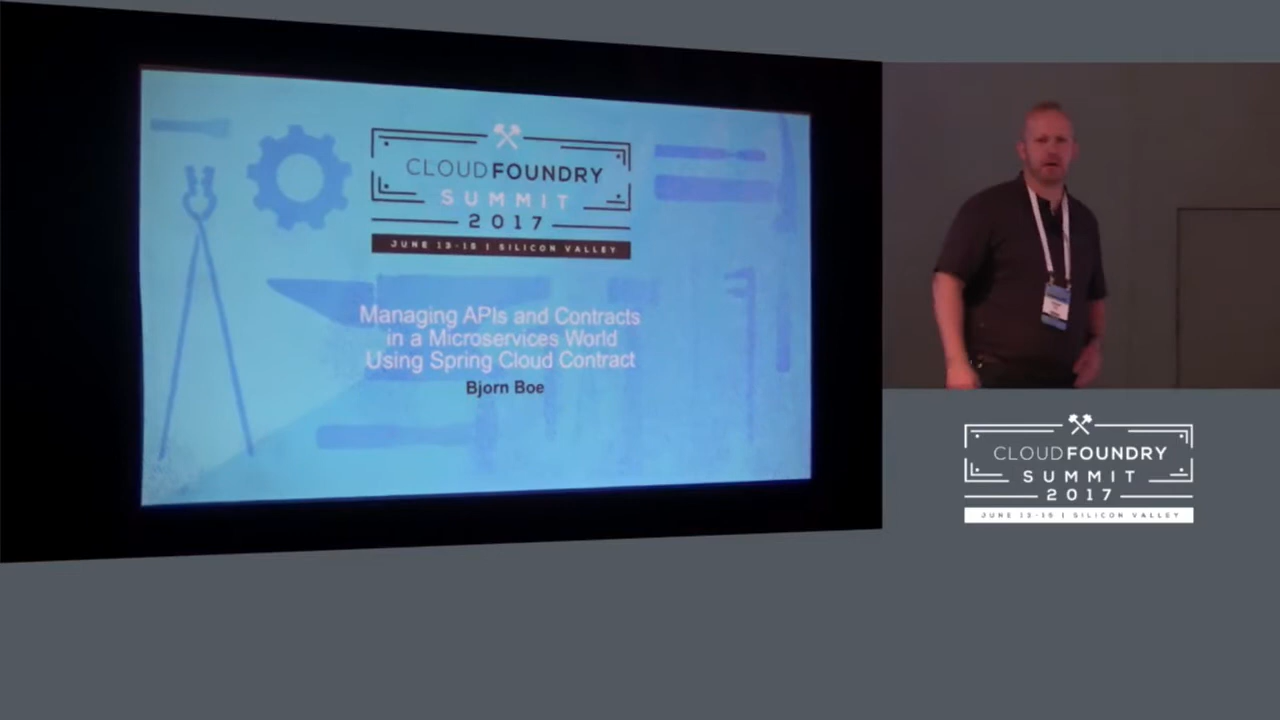 CLOUDFOUNDRY
SUMMIT
2017
JUNE 13-15 | SILICON VALLEY
Managing APIs and Contracts
in a Microservices World
Using Spring Cloud Contract
Bjorn Boe
CLOUDFOUNDRY
SUMMIT
2017
JUNE 13-15 | SILICON VALLEY